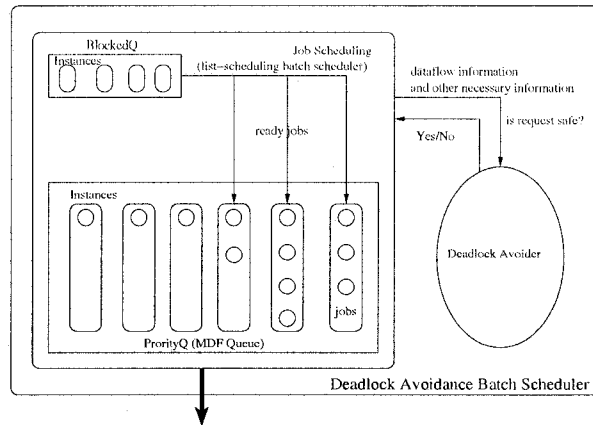 BlockedQ
Instances
Job Scheduling
(list-scheduling batch scheduler)
ready jobs
dataflow information
and other necessary information
is request safe?
Yes/No
Instances
jobs
ProrityQ (MDF Queue)
Deadlock Avoider
Deadlock Avoidance Batch Scheduler